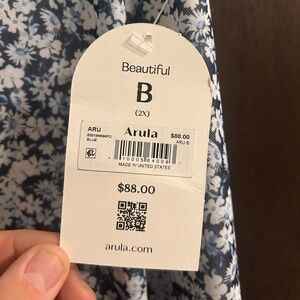 Beautiful
B
(2X)
ARU Arula $88.00
BLUE ARU B
MADE IN UNITED STATES
$88.00
arula.com